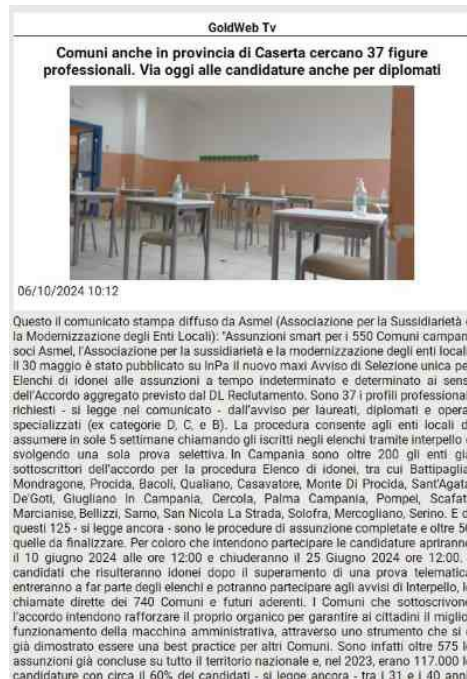 GoldWeb Tv
Comuni anche in provincia di Caserta cercano 37 figure
professionali. Via oggi alle candidature anche per diplomati
06/10/2024 10:12
Questo il comunicato stampa diffuso da Asmel (Associazione per la Sussidiarietà
la Modernizzazione degli Enti Locali): "Assunzioni smart per i 550 Comuni campan
soci Asmel, l'Associazione per la sussidiarietà e la modernizzazione degli enti local
Il 30 maggio è stato pubblicato su InPa il nuovo maxi Avviso di Selezione unica pe
Elenchi di idonei alle assunzioni a tempo indeterminato e determinato ai sens
dell'Accordo aggregato previsto dal DL Reclutamento. Sono 37 i profili professional
richiesti - si legge nel comunicato - dall'avviso per laureati, diplomati e opera
specializzati (ex categorie D, C, e B). La procedura consente agli enti locali d
assumere in sole 5 settimane chiamando gli iscritti negli elenchi tramite interpello
svolgendo una sola prova selettiva. In Campania sono oltre 200 gli enti gia
sottoscrittori dell'accordo per la procedura Elenco di idonei, tra cui Battipaglia
Mondragone, Procida, Bacoli, Qualiano, Casavatore, Monte Di Procida, Sant'Agata
De'Goti, Giugliano In Campania, Cercola, Palma Campania, Pompei, Scafat
Marcianise, Bellizzi, Sarno, San Nicola La Strada, Solofra, Mercogliano, Serino. E d
questi 125 - si legge ancora - sono le procedure di assunzione completate e oltre 50
quelle da finalizzare. Per coloro che intendono partecipare le candidature apriranno
il 10 giugno 2024 alle ore 12:00 e chiuderanno il 25 Giugno 2024 ore 12:00.
candidati che risulteranno idonei dopo il superamento di una prova telematica
entreranno a far parte degli elenchi e potranno partecipare agli avvisi di Interpello, l
chiamate dirette dei 740 Comuni e futuri aderenti. I Comuni che sottoscrivon
l'accordo intendono rafforzare il proprio organico per garantire ai cittadini il miglio
funzionamento della macchina amministrativa, attraverso uno strumento che si
già dimostrato essere una best practice per altri Comuni. Sono infatti oltre 575 l
assunzioni già concluse su tutto il territorio nazionale e, nel 2023, erano 117.000 l
candidature con circa il 60% dei candidati - si legge ancora - tra i 31 e i 40 anni